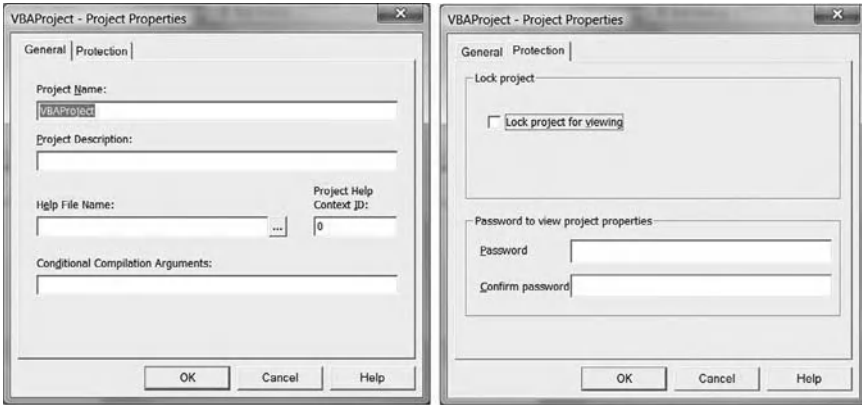 VBAProject - Project Properties
General Protection
Project Name:
VBAProject
Project Description:
Help File Name:
Project Help
Context ID:
...
0
Conditional Compilation Arguments:
OK Cancel Help
VBAProject - Project Properties
General Protection
Lock project
Lock project for viewing
Password to view project properties
Password
Confirm password
OK Cancel Help